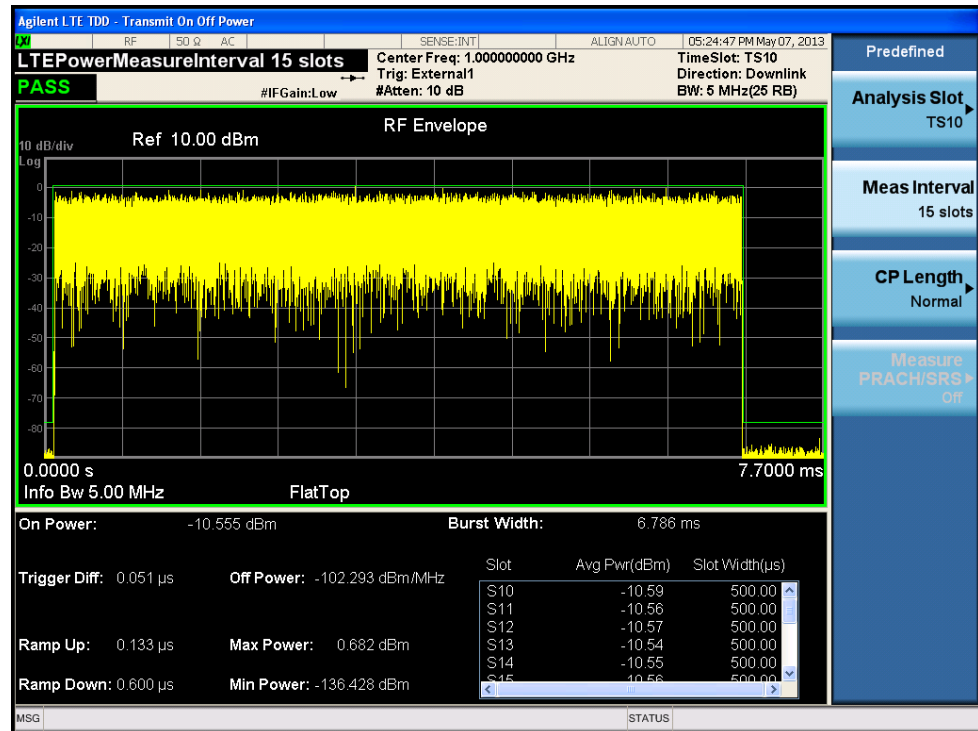 Agilent LTE TDD - Transmit On Off Power
LXI RF 50 Ω AC SENSE:INT ALIGN AUTO 05:24:47 PM May 07, 2013
LTEPowerMeasureInterval 15 slots
Center Freq: 1.000000000 GHz
TimeSlot: TS10
Trig: External1
Direction: Downlink
PASS
#IFGain:Low
#Atten: 10 dB
BW: 5 MHz(25 RB)
Predefined
Analysis Slot
TS10
Meas Interval
15 slots
CP Length
Normal
Measure
PRACH/SRS
Off
RF Envelope
10 dB/div
Ref 10.00 dBm
Log
0
-10
-20
-30
-40
-50
-60
-70
-80
0.0000 s
7.7000 ms
Info Bw 5.00 MHz
FlatTop
On Power: -10.555 dBm
Burst Width: 6.786 ms
Trigger Diff: 0.051 µs
Off Power: -102.293 dBm/MHz
Ramp Up: 0.133 µs
Max Power: 0.682 dBm
Ramp Down: 0.600 µs
Min Power: -136.428 dBm
Slot Avg Pwr(dBm) Slot Width(µs)
S10 -10.59 500.00
S11 -10.56 500.00
S12 -10.57 500.00
S13 -10.54 500.00
S14 -10.55 500.00
S15 -10.56 500.00
MSG
STATUS